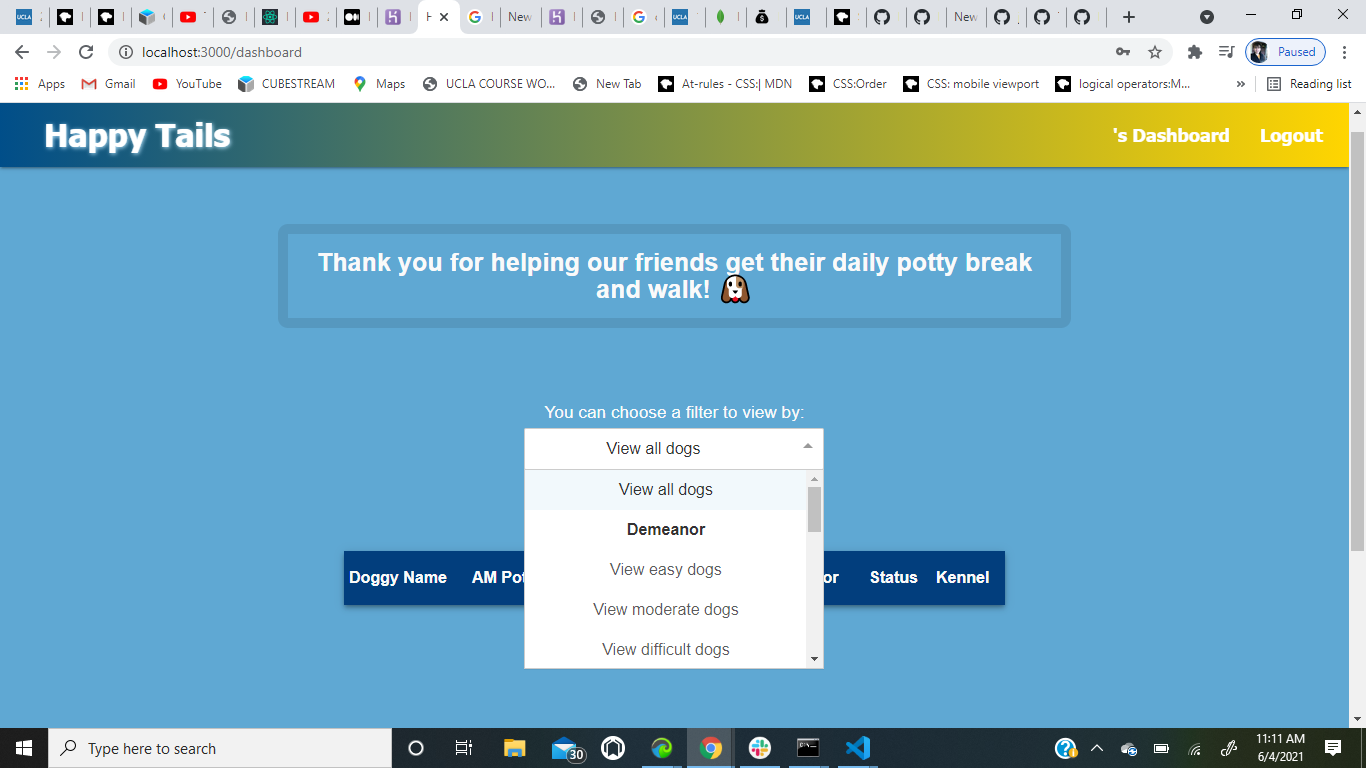 UCLA
New
G
New
localhost:3000/dashboard
Paused
Apps
Gmail
YouTube
CUBESTREAM
Maps
UCLA COURSE WO...
New Tab
At-rules - CSS:| MDN
CSS:Order
CSS: mobile viewport
logical operators:M...
»
Reading list
Happy Tails
's Dashboard
Logout
Thank you for helping our friends get their daily potty break
and walk!
You can choose a filter to view by:
View all dogs
View all dogs
Demeanor
View easy dogs
View moderate dogs
View difficult dogs
Doggy Name
AM Pot
or
Status
Kennel
Type here to search
30
11:11 AM
6/4/2021